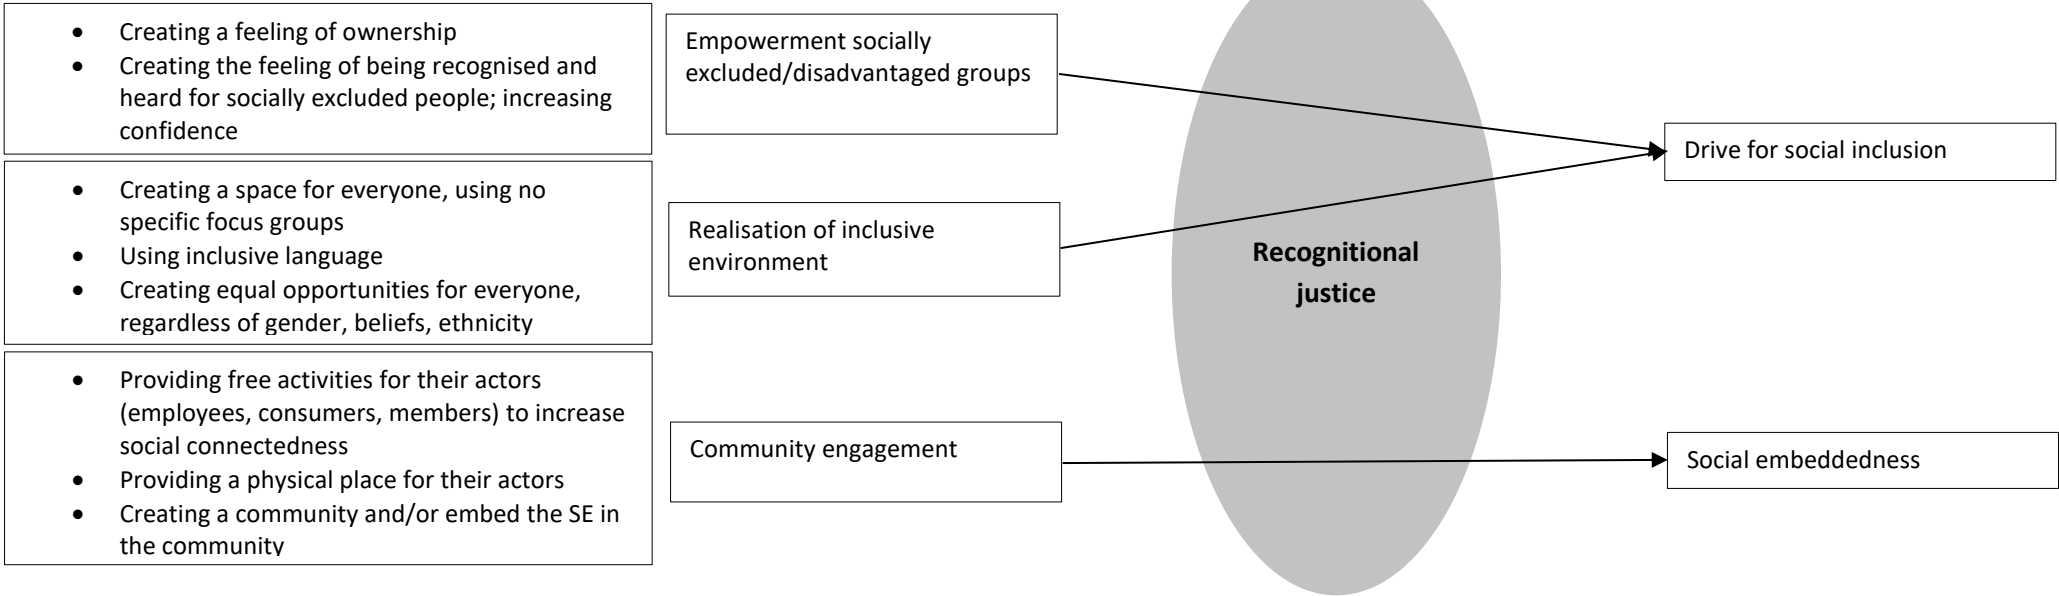 • Creating a feeling of ownership
• Creating the feeling of being recognised and
heard for socially excluded people; increasing
confidence
Empowerment socially
excluded/disadvantaged groups
Drive for social inclusion
• Creating a space for everyone, using no
specific focus groups
• Using inclusive language
• Creating equal opportunities for everyone,
regardless of gender, beliefs, ethnicity
Realisation of inclusive
environment
Recognitional
justice
• Providing free activities for their actors
(employees, consumers, members) to increase
social connectedness
• Providing a physical place for their actors
• Creating a community and/or embed the SE in
the community
Community engagement
Social embeddedness